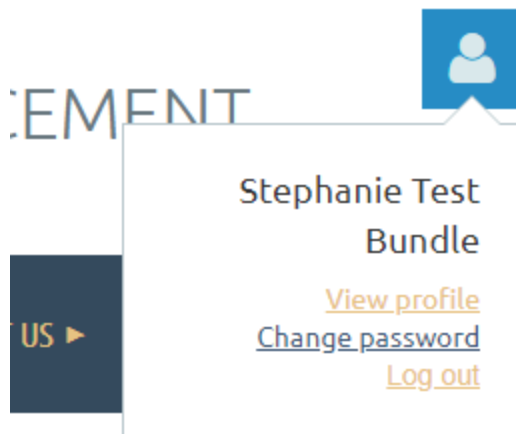 CEMENT
Stephanie Test
Bundle
View profile
US ►
Change password
Log out